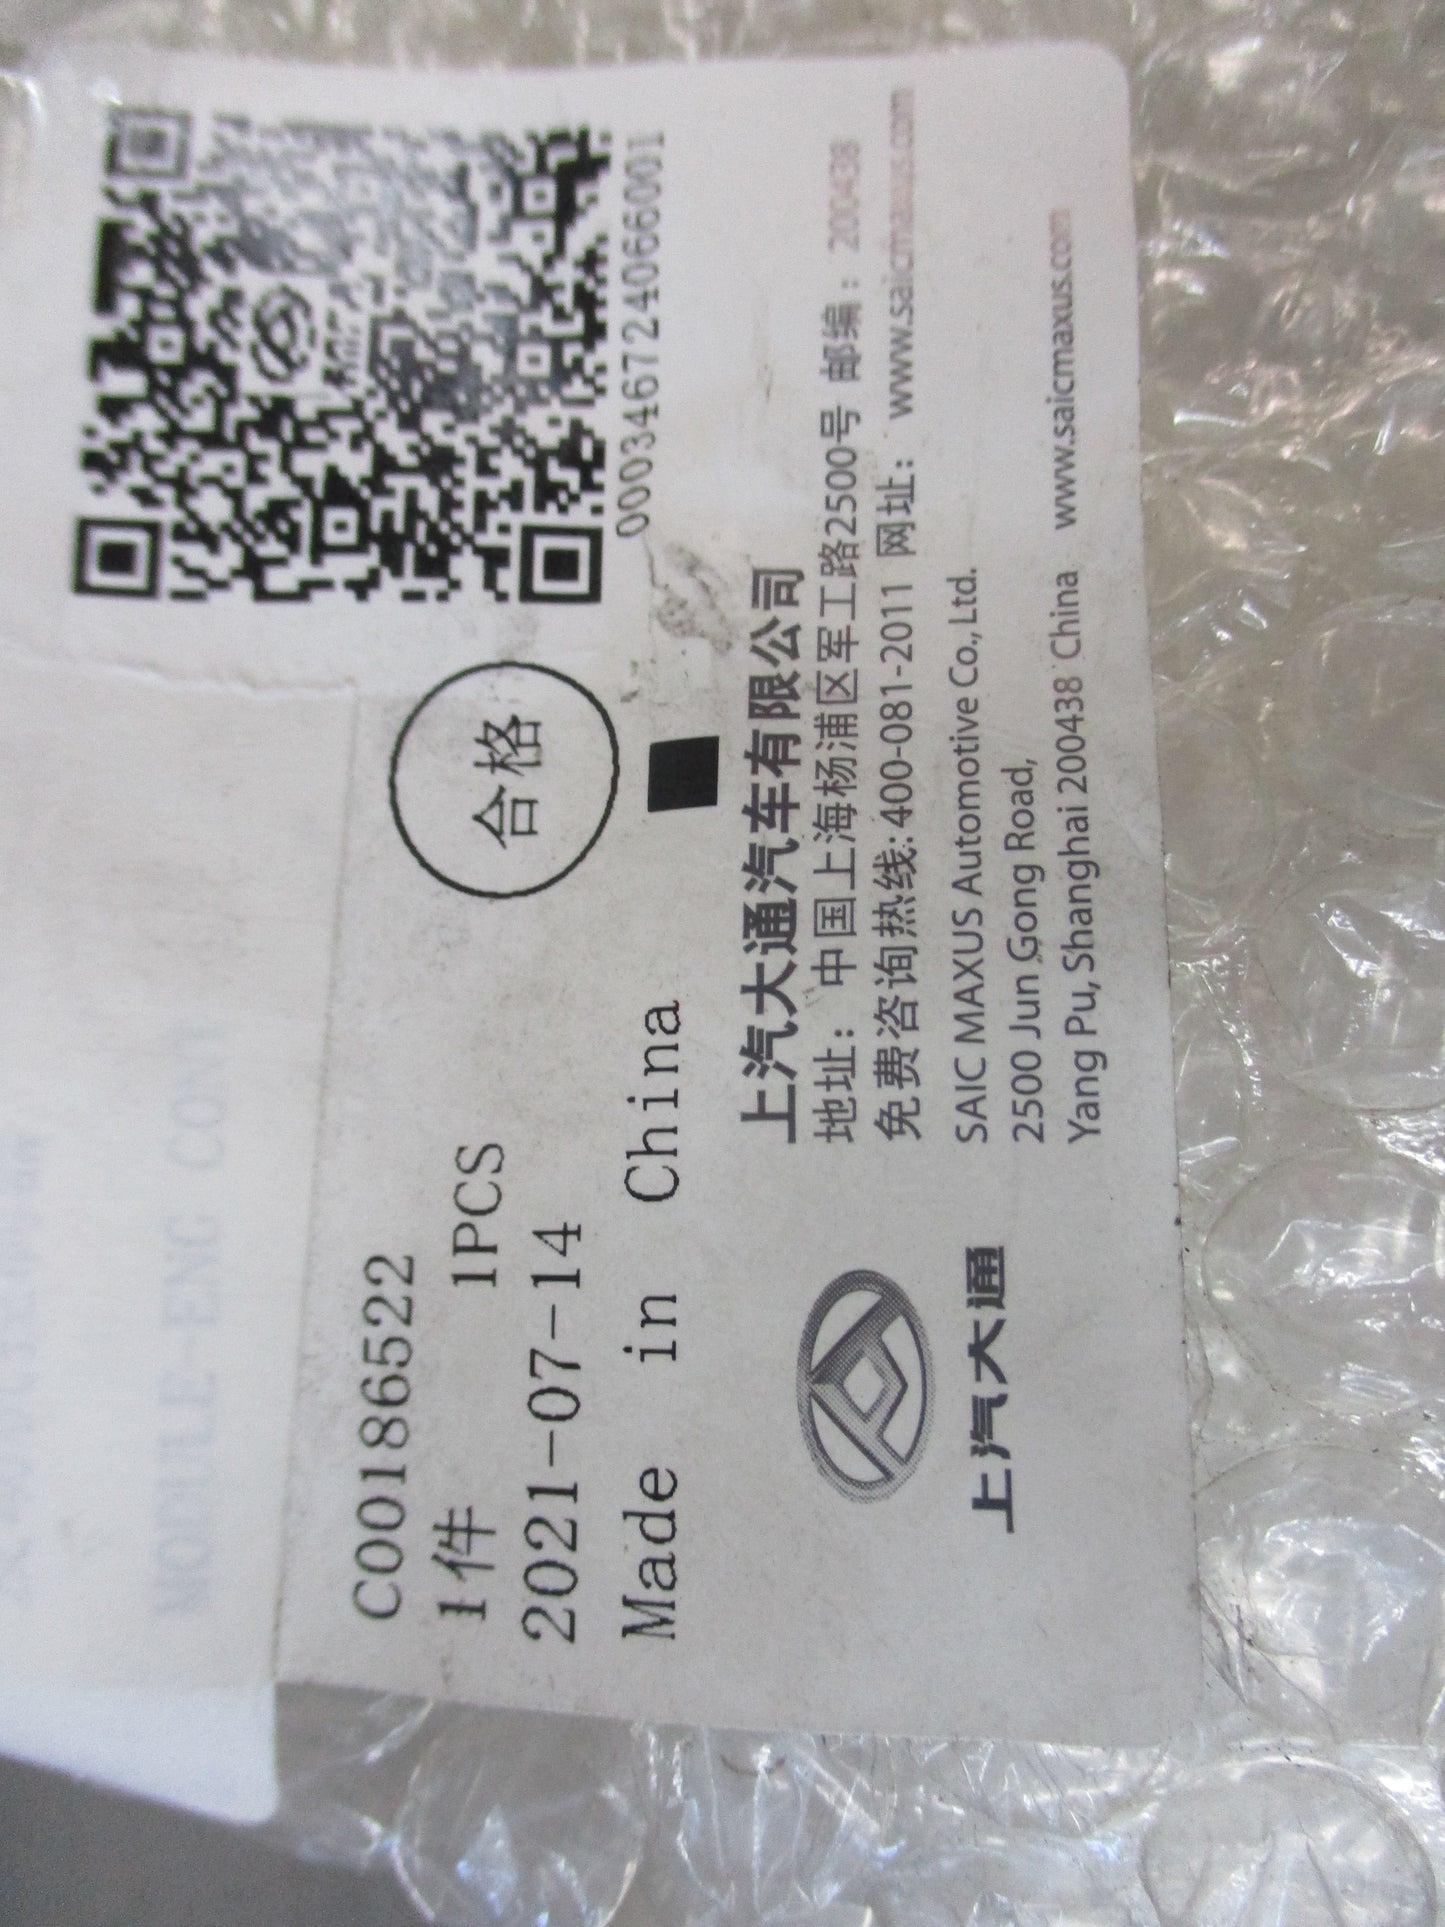 C00186522
1件 1PCS
2021-07-14
Made in China
合格
000346724066001
上汽大通汽车有限公司
地址：中国上海杨浦区军工路2500号 邮编：200438
免费咨询热线:400-081-2011 网址：www.saicmaxus.com
SAIC MAXUS Automotive Co., Ltd.
2500 Jun Gong Road,
Yang Pu, Shanghai 200438 China www.saicmaxus.com
上汽大通